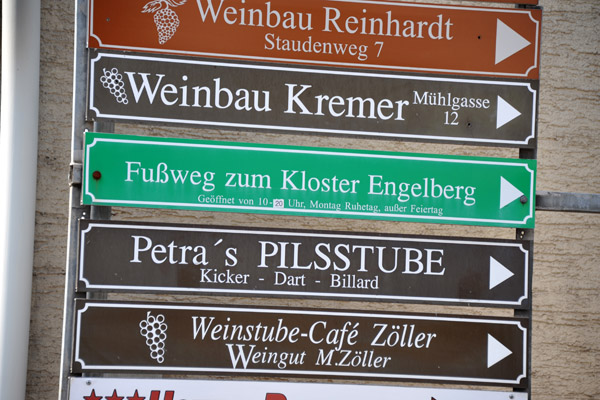 Weinbau Reinhardt
Staudenweg 7
Weinbau Kremer Mühlgasse
12
Fußweg zum Kloster Engelberg
Geöffnet von 10-20 Uhr, Montag Ruhetag, außer Feiertag
Petra´s PILSSTUBE
Kicker - Dart - Billard
Weinstube-Café Zöller
Weingut M.Zöller